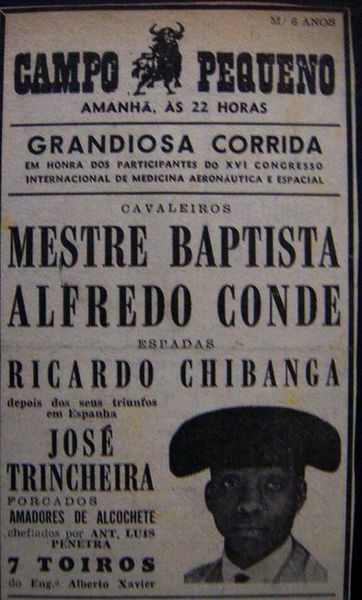 M/ 6 ANOS
CAMPO PEQUENO
AMANHÃ, ÀS 22 HORAS
GRANDIOSA CORRIDA
EM HONRA DOS PARTICIPANTES DO XVI CONGRESSO
INTERNACIONAL DE MEDICINA AERONÁUTICA E ESPACIAL
CAVALEIROS
MESTRE BAPTISTA
ALFREDO CONDE
ESPADAS
RICARDO CHIBANGA
depois dos seus triunfos
em Espanha
JOSÉ
TRINCHEIRA
FORCADOS
AMADORES DE ALCOCHETE
chefiados por ANT. LUÍS
PENETRA
7 TOIROS
do Eng.º Alberto Xavier